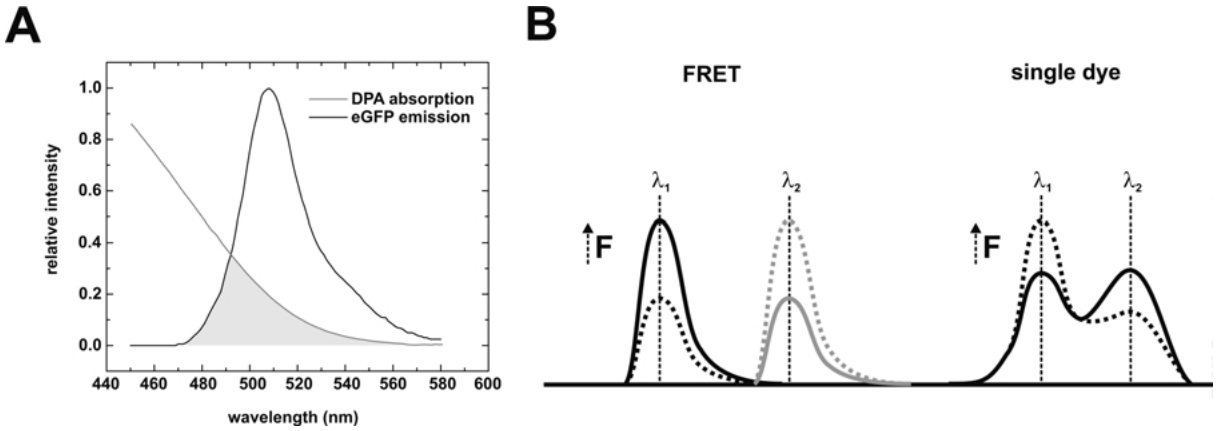 A
B
DPA absorption
eGFP emission
relative intensity
1.0
0.8
0.6
0.4
0.2
0.0
440 460 480 500 520 540 560 580 600
wavelength (nm)
FRET
single dye
λ1
λ2
λ1
λ2
F
F